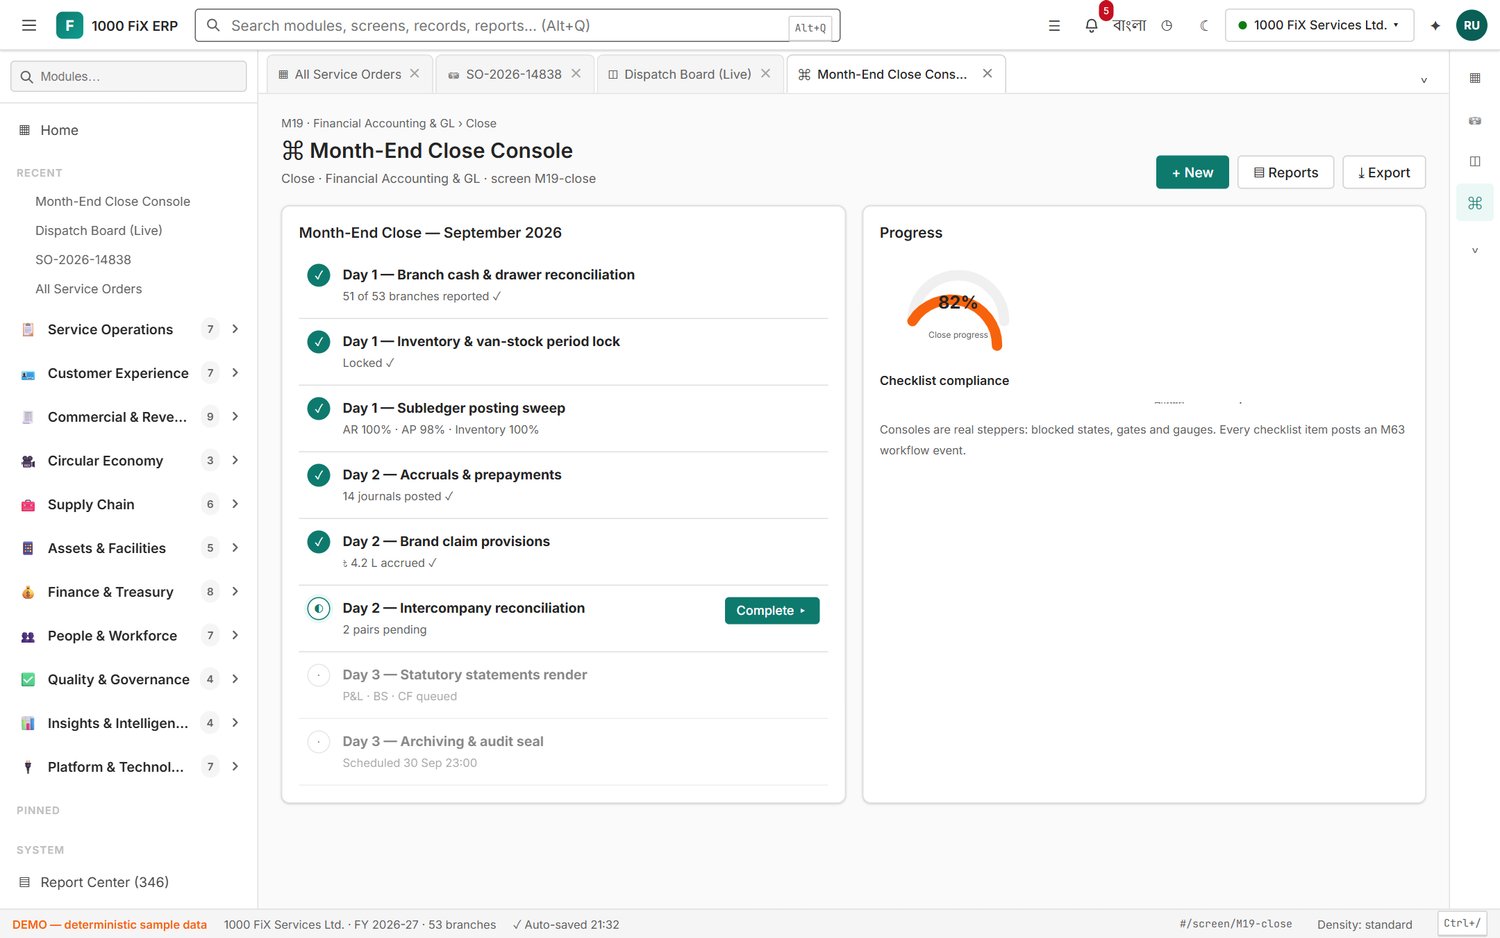 F 1000 FiX ERP
Search modules, screens, records, reports... (Alt+Q)
Alt+Q
5
বাংলা
1000 FiX Services Ltd.
RU
Modules...
All Service Orders
SO-2026-14838
Dispatch Board (Live)
Month-End Close Cons...
Home
RECENT
Month-End Close Console
Dispatch Board (Live)
SO-2026-14838
All Service Orders
Service Operations 7
Customer Experience 7
Commercial & Reve... 9
Circular Economy 3
Supply Chain 6
Assets & Facilities 5
Finance & Treasury 8
People & Workforce 7
Quality & Governance 4
Insights & Intelligen... 4
Platform & Technol... 7
PINNED
SYSTEM
Report Center (346)
M19 · Financial Accounting & GL › Close
⌘ Month-End Close Console
Close · Financial Accounting & GL · screen M19-close
+ New
Reports
⤓ Export
Month-End Close — September 2026
Day 1 — Branch cash & drawer reconciliation
51 of 53 branches reported ✓
Day 1 — Inventory & van-stock period lock
Locked ✓
Day 1 — Subledger posting sweep
AR 100% · AP 98% · Inventory 100%
Day 2 — Accruals & prepayments
14 journals posted ✓
Day 2 — Brand claim provisions
৳ 4.2 L accrued ✓
Day 2 — Intercompany reconciliation
2 pairs pending
Complete ▸
Day 3 — Statutory statements render
P&L · BS · CF queued
Day 3 — Archiving & audit seal
Scheduled 30 Sep 23:00
Progress
82%
Close progress
Checklist compliance
Consoles are real steppers: blocked states, gates and gauges. Every checklist item posts an M63
workflow event.
DEMO — deterministic sample data
1000 FiX Services Ltd. · FY 2026-27 · 53 branches
✓ Auto-saved 21:32
#/screen/M19-close
Density: standard
Ctrl+/